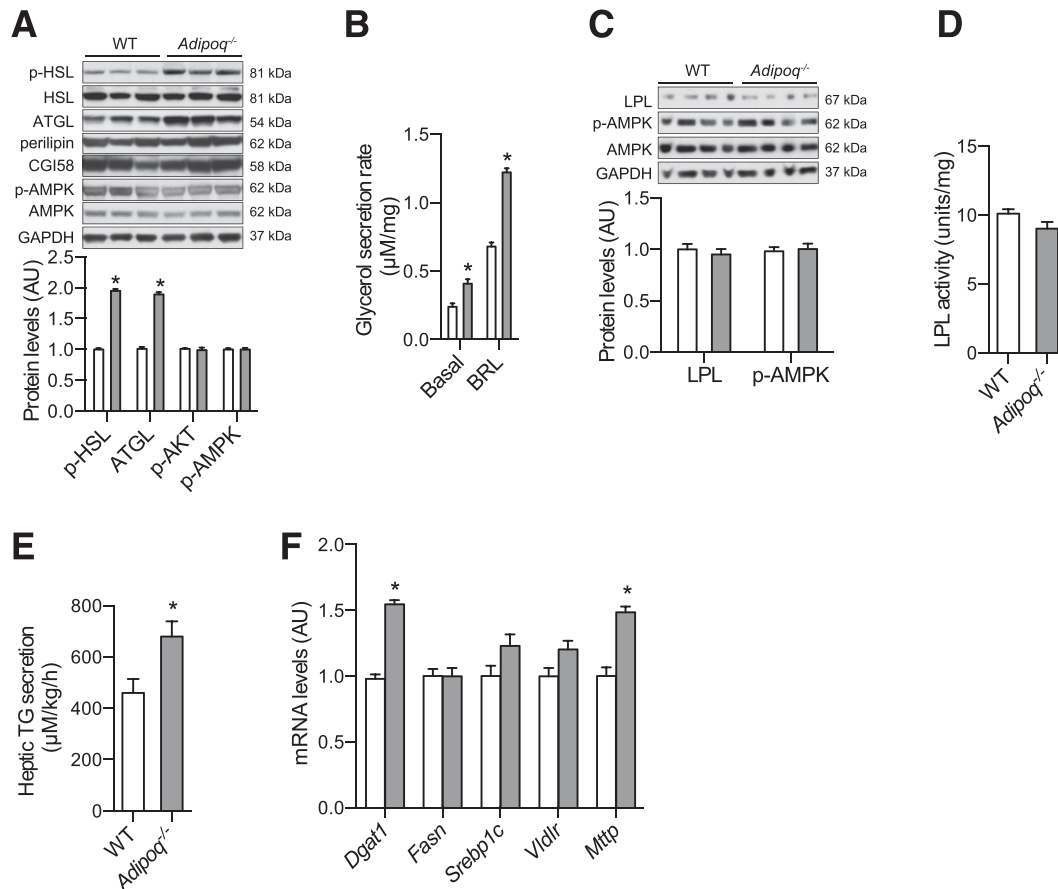 A
WT Adipoq-/-
p-HSL 81 kDa
HSL 81 kDa
ATGL 54 kDa
perilipin 62 kDa
CGI58 58 kDa
p-AMPK 62 kDa
AMPK 62 kDa
GAPDH 37 kDa
Protein levels (AU)
2.5
2.0
1.5
1.0
0.5
0.0
* *
p-HSL ATGL p-AKT p-AMPK
B
Glycerol secretion rate
(µM/mg)
1.5
1.0
0.5
0.0
* *
Basal BRL
C
WT Adipoq-/-
LPL 67 kDa
p-AMPK 62 kDa
AMPK 62 kDa
GAPDH 37 kDa
Protein levels (AU)
1.5
1.0
0.5
0.0
LPL p-AMPK
D
LPL activity (units/mg)
15
10
5
0
WT Adipoq-/-
E
Heptic TG secretion
(µM/kg/h)
800
600
400
200
0
*
WT Adipoq-/-
F
mRNA levels (AU)
2.0
1.5
1.0
0.5
0.0
* *
Dgat1 Fasn Srebp1c Vldlr Mttp